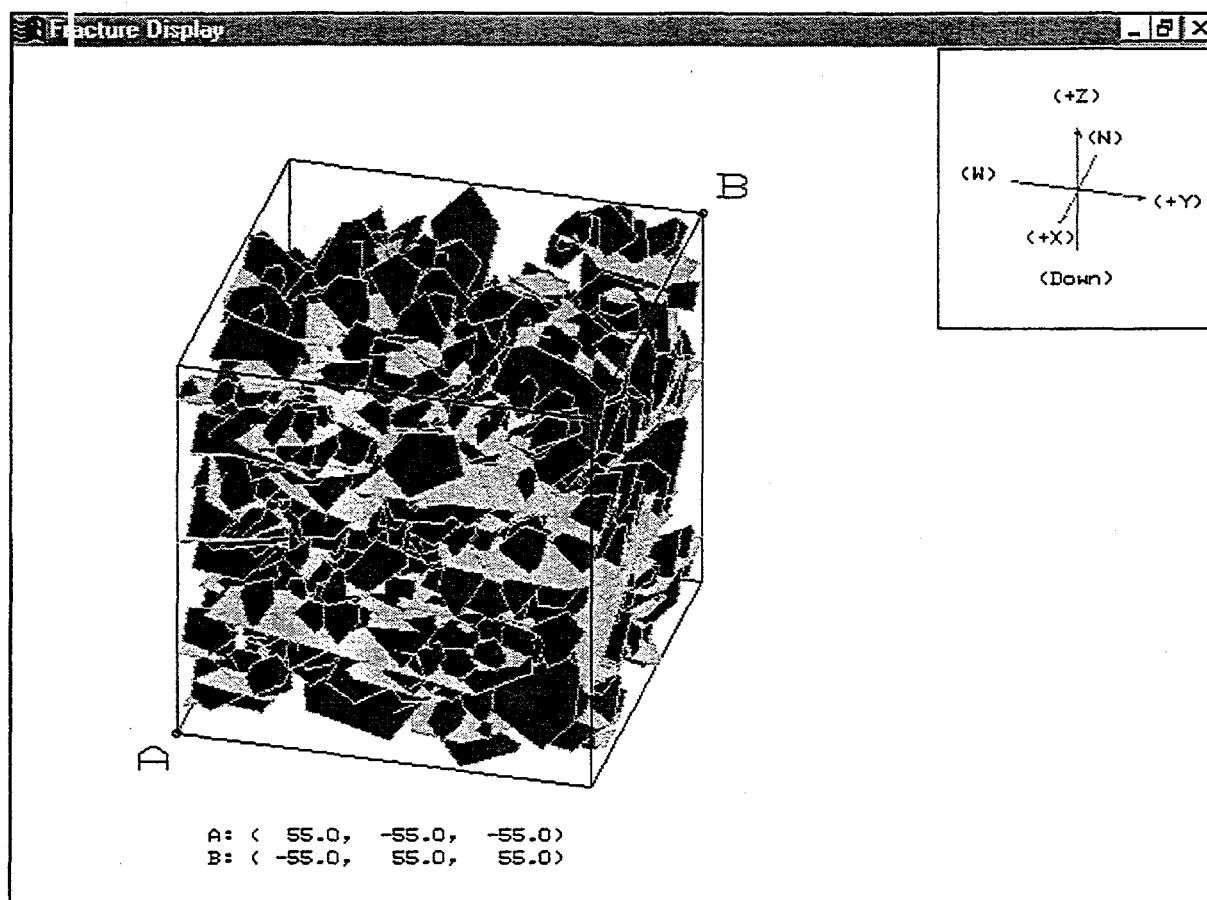 Fracture Display
(+Z)
(N)
(W)
(+Y)
(+X)
(Down)
B
A
A: ( 55.0, -55.0, -55.0)
B: ( -55.0, 55.0, 55.0)